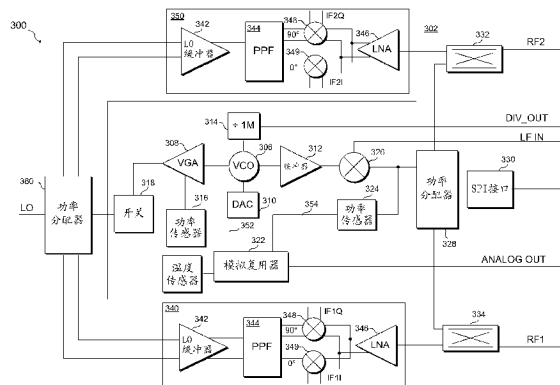 300
350
342
LO
缓冲器
344
PPF
348
90°
IF2Q
349
0°
IF2I
346
LNA
302
332
RF2
314
÷ 1M
DIV_OUT
308
VGA
306
VCO
缓冲器
312
326
LF IN
360
功率
分配器
LO
318
开关
316
功率
传感器
DAC
310
352
324
功率
传感器
354
功率
分配器
328
330
SPI接口
322
模拟复用器
温度
传感器
ANALOG OUT
340
342
LO
缓冲器
344
PPF
348
90°
IF1Q
349
0°
IF1I
346
LNA
334
RF1